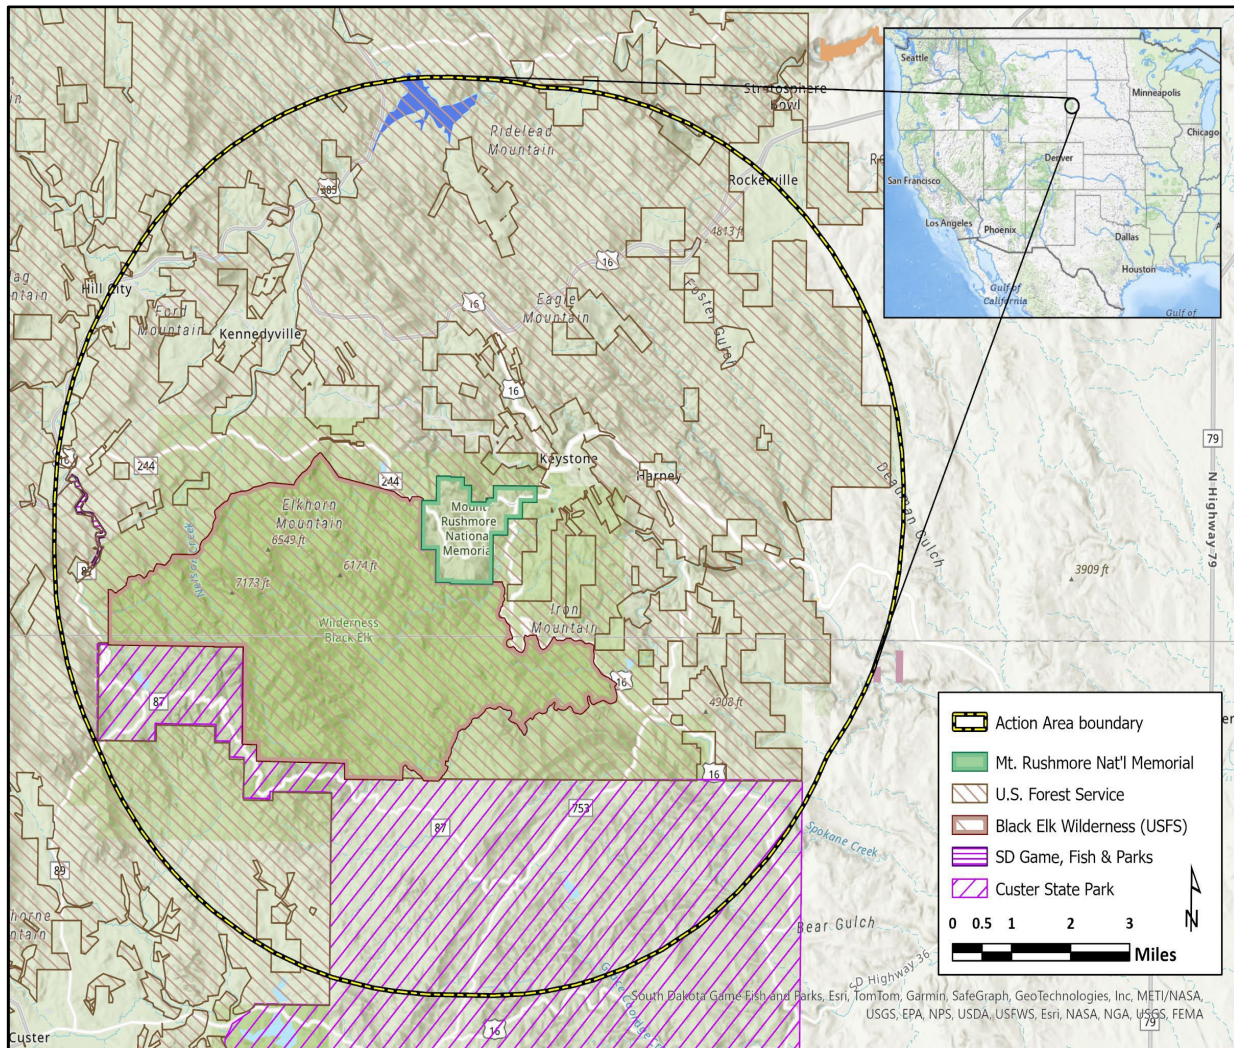 Seattle
Minneapolis
Chicago
Denver
San Francisco
Los Angeles
Phoenix
Dallas
Houston
Gulf of
California
Gulf of
Bowl
Mountain
Rockerville
385
4813 ft
16
Hill City
Ford
Mountain
Kennedyville
Eagle
Mountain
Foster Gulch
16
16
79
N Highway 79
Keystone
Harney
244
244
Elkhorn
Mountain
6549 ft
6174 ft
7173 ft
Mount
Rushmore
National
Memorial
Deadman Gulch
3909 ft
Iron
Mountain
Wilderness
Black Elk
87
16
4908 ft
16
753
87
89
Spokane Creek
Bear Gulch
SD Highway 36
16
79
Custer
Action Area boundary
Mt. Rushmore Nat'l Memorial
U.S. Forest Service
Black Elk Wilderness (USFS)
SD Game, Fish & Parks
Custer State Park
N
0 0.5 1 2 3
Miles
South Dakota Game Fish and Parks, Esri, TomTom, Garmin, SafeGraph, GeoTechnologies, Inc, METI/NASA,
USGS, EPA, NPS, USDA, USFWS, Esri, NASA, NGA, USGS, FEMA